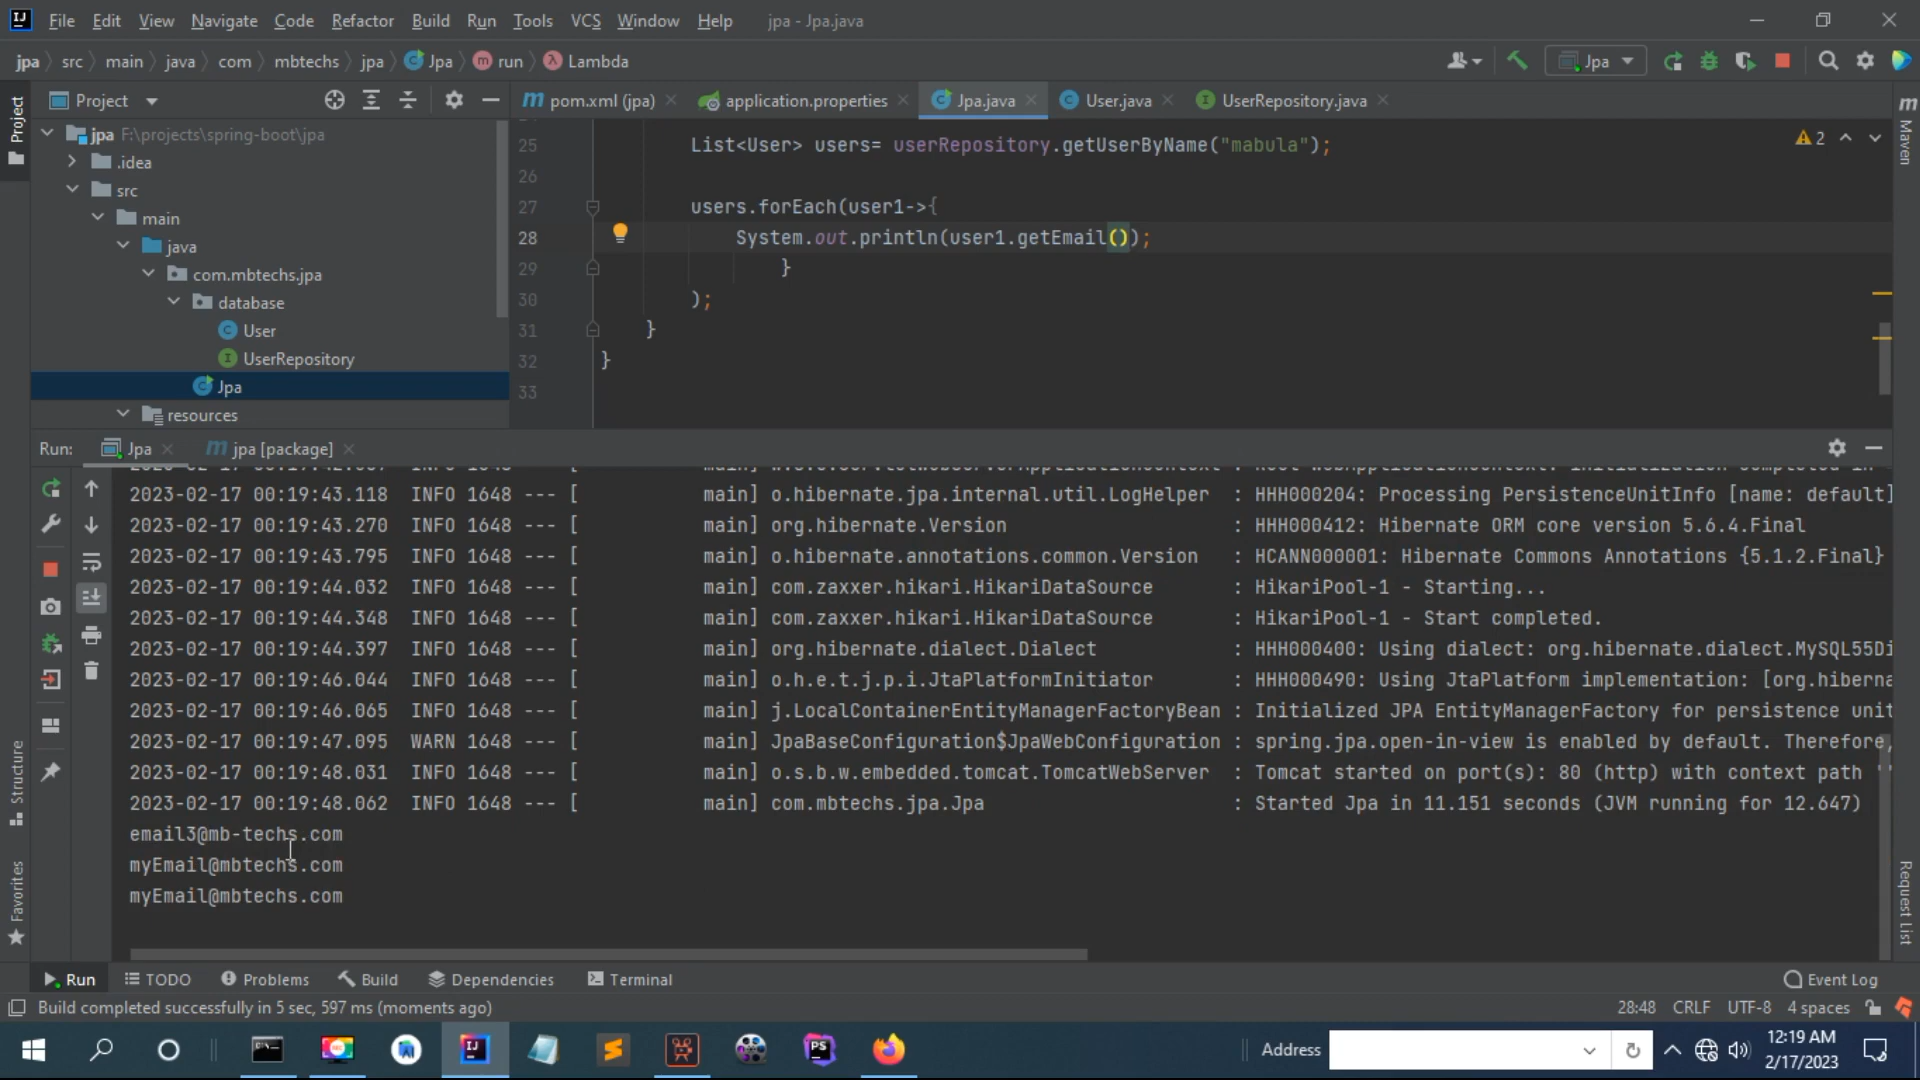 File Edit View Navigate Code Refactor Build Run Tools VCS Window Help jpa - Jpa.java
jpa src main java com mbtechs jpa Jpa run Lambda Jpa
Project
pom.xml (jpa) application.properties Jpa.java User.java UserRepository.java
jpa F:\projects\spring-boot\jpa
.idea
src
main
java
com.mbtechs.jpa
database
User
UserRepository
Jpa
resources
25 List<User> users= userRepository.getUserByName("mabula");
26
27 users.forEach(user1->{
28 System.out.println(user1.getEmail());
29 }
30 );
31 }
32 }
33
2
Project
Structure
Favorites
Maven
Request List
Run: Jpa jpa [package]
2023-02-17 00:19:43.118 INFO 1648 --- [ main] o.hibernate.jpa.internal.util.LogHelper : HHH000204: Processing PersistenceUnitInfo [name: default]
2023-02-17 00:19:43.270 INFO 1648 --- [ main] org.hibernate.Version : HHH000412: Hibernate ORM core version 5.6.4.Final
2023-02-17 00:19:43.795 INFO 1648 --- [ main] o.hibernate.annotations.common.Version : HCANN000001: Hibernate Commons Annotations {5.1.2.Final}
2023-02-17 00:19:44.032 INFO 1648 --- [ main] com.zaxxer.hikari.HikariDataSource : HikariPool-1 - Starting...
2023-02-17 00:19:44.348 INFO 1648 --- [ main] com.zaxxer.hikari.HikariDataSource : HikariPool-1 - Start completed.
2023-02-17 00:19:44.397 INFO 1648 --- [ main] org.hibernate.dialect.Dialect : HHH000400: Using dialect: org.hibernate.dialect.MySQL55Di
2023-02-17 00:19:46.044 INFO 1648 --- [ main] o.h.e.t.j.p.i.JtaPlatformInitiator : HHH000490: Using JtaPlatform implementation: [org.hiberna
2023-02-17 00:19:46.065 INFO 1648 --- [ main] j.LocalContainerEntityManagerFactoryBean : Initialized JPA EntityManagerFactory for persistence unit
2023-02-17 00:19:47.095 WARN 1648 --- [ main] JpaBaseConfiguration$JpaWebConfiguration : spring.jpa.open-in-view is enabled by default. Therefore,
2023-02-17 00:19:48.031 INFO 1648 --- [ main] o.s.b.w.embedded.tomcat.TomcatWebServer : Tomcat started on port(s): 80 (http) with context path ''
2023-02-17 00:19:48.062 INFO 1648 --- [ main] com.mbtechs.jpa.Jpa : Started Jpa in 11.151 seconds (JVM running for 12.647)
email3@mb-techs.com
myEmail@mbtechs.com
myEmail@mbtechs.com
Run TODO Problems Build Dependencies Terminal Event Log
Build completed successfully in 5 sec, 597 ms (moments ago) 28:48 CRLF UTF-8 4 spaces
Address
12:19 AM
2/17/2023